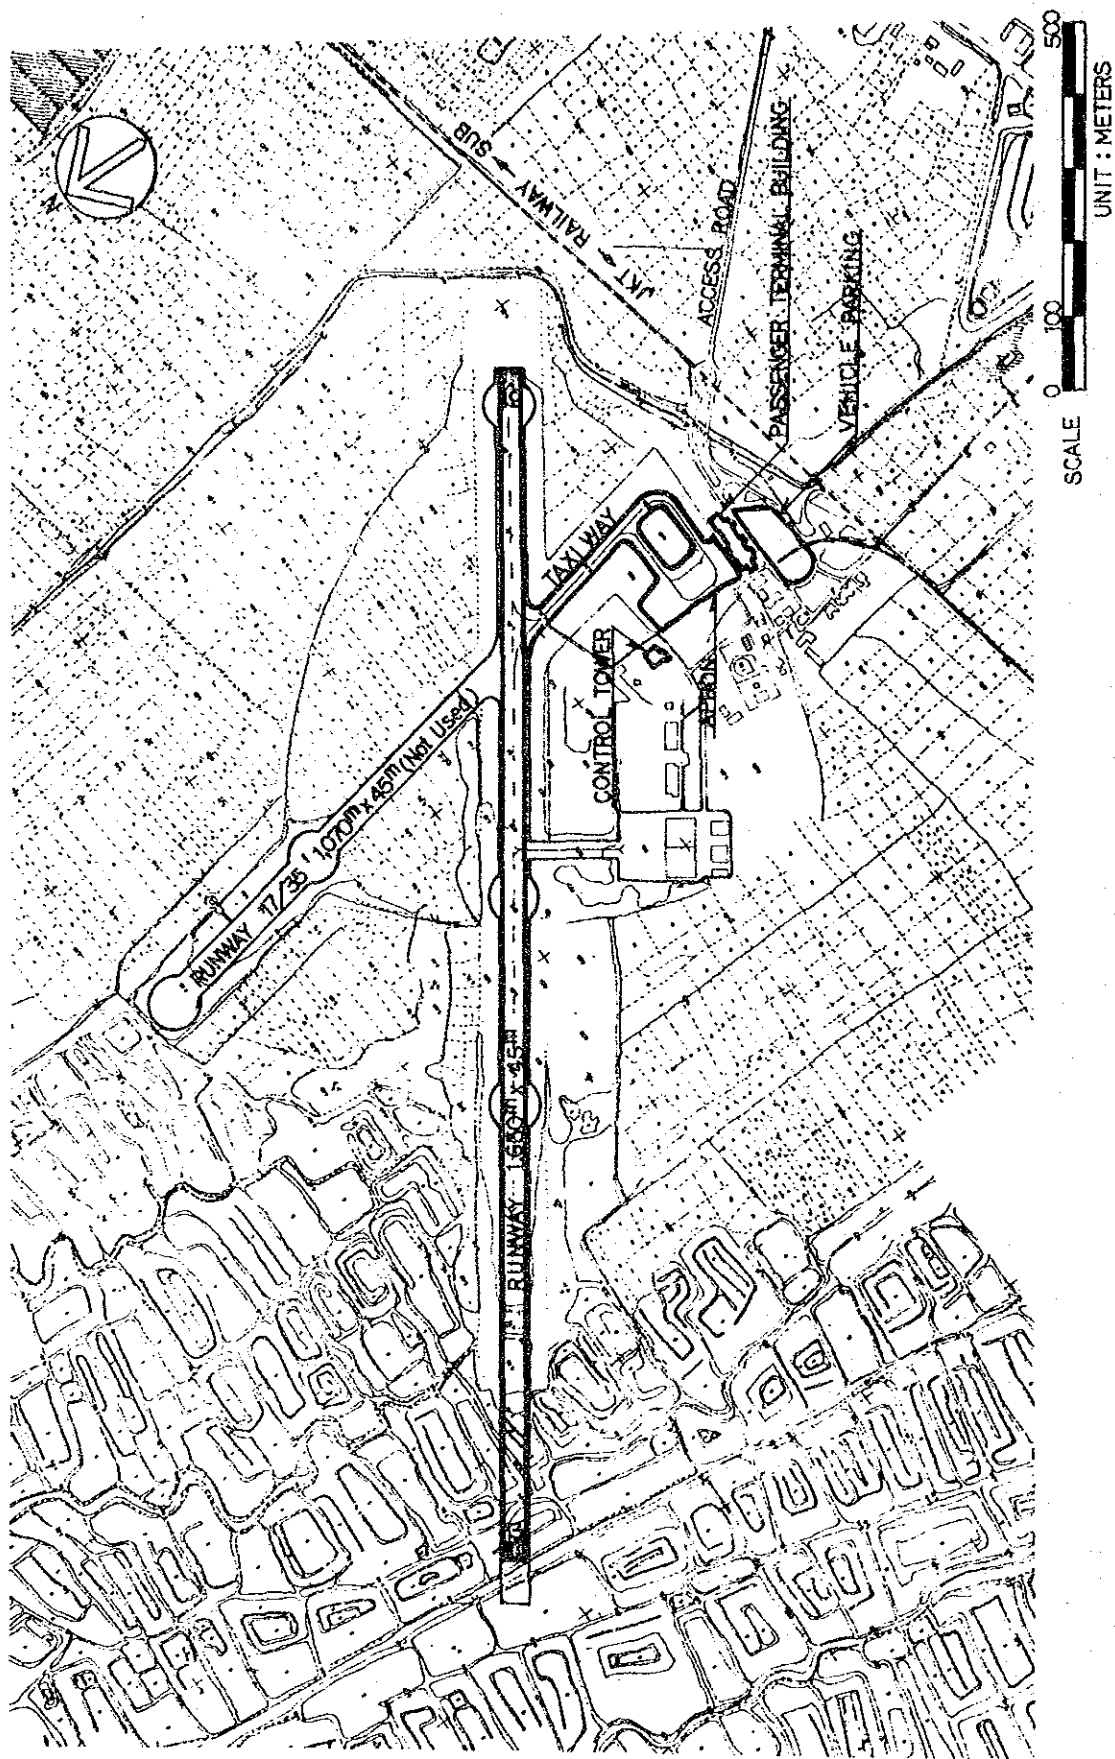 N
SUB
RAILWAY
JKT
ACCESS ROAD
PASSENGER TERMINAL BUILDING
VEHICLE PARKING
TAXI WAY
CONTROL TOWER
APRON
RUNWAY 17/35 1,070m x 45m (Not Used)
RUNWAY 1,680m x 45m
SCALE 0 100 500
UNIT : METERS